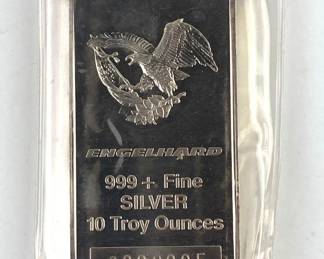 ENGELHARD
999+ Fine
SILVER
10 Troy Ounces